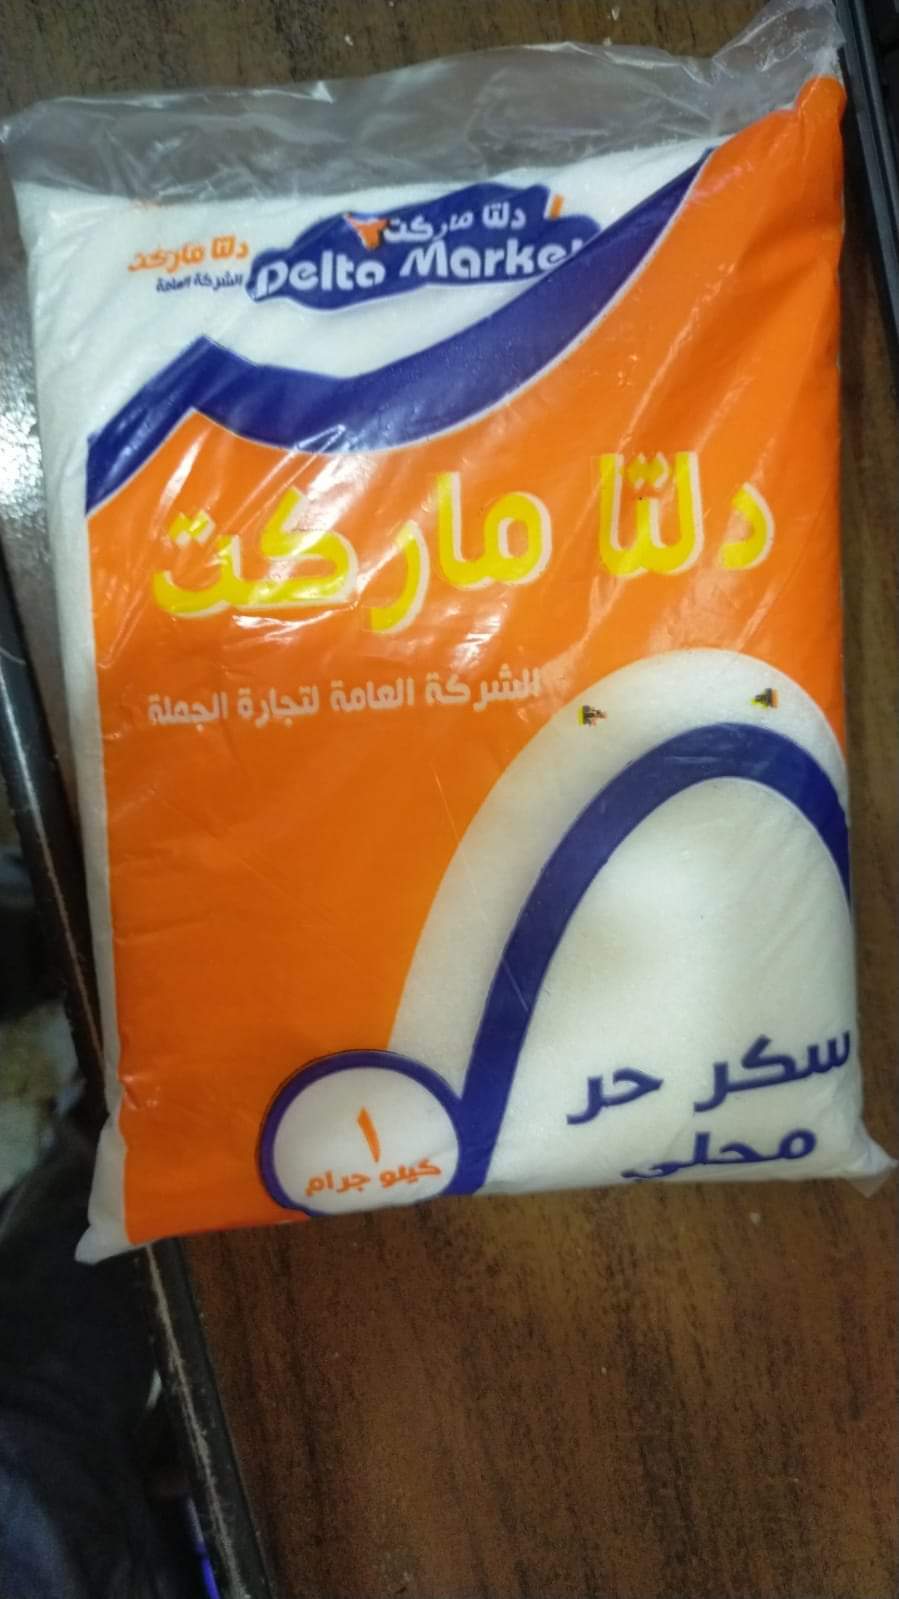 دلتا ماركت
Delta Market
دلتا ماركت
الشركة العامة
دلتا ماركت
الشركة العامة لتجارة الجملة
سكر حر
محلي
١
كيلو جرام